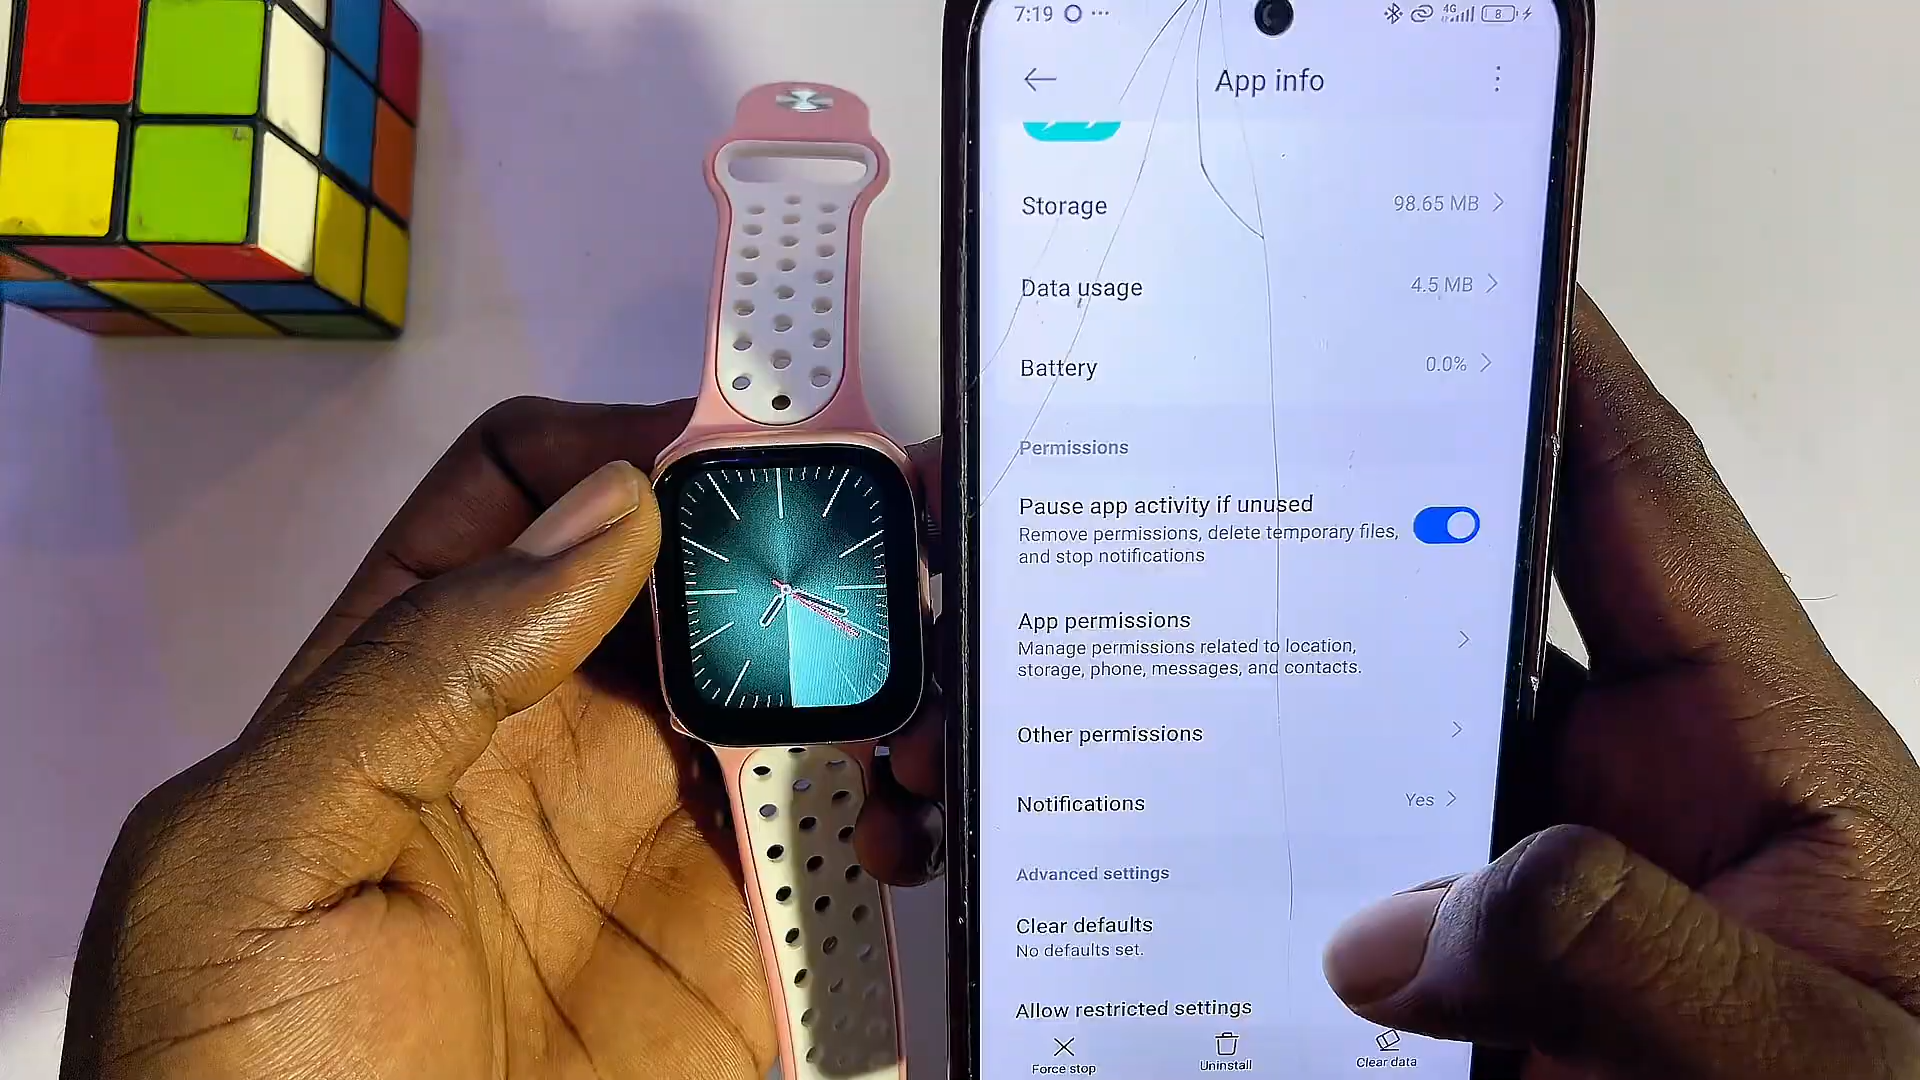 7:19
4G
8
App info
Storage
98.65 MB
Data usage
4.5 MB
Battery
0.0%
Permissions
Pause app activity if unused
Remove permissions, delete temporary files,
and stop notifications
App permissions
Manage permissions related to location,
storage, phone, messages, and contacts.
Other permissions
Notifications
Yes
Advanced settings
Clear defaults
No defaults set.
Allow restricted settings
Force stop
Uninstall
Clear data